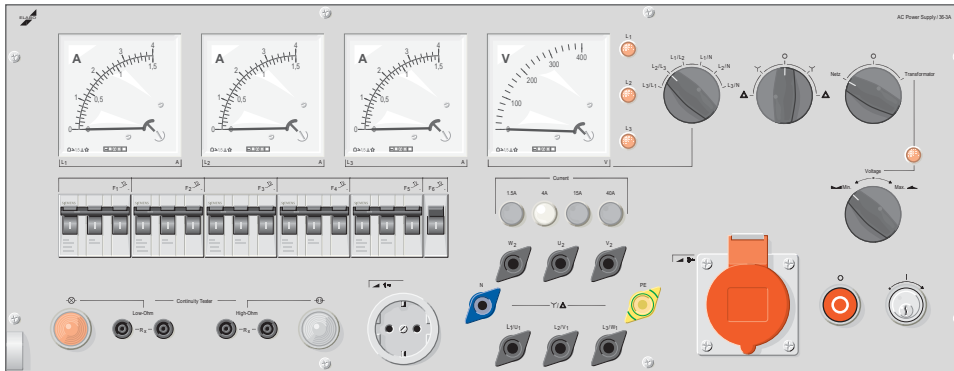 ELABO
AC Power Supply / 36-3A
A
0 0,5 1 1,5
1 2 3 4
L1 A
A
0 0,5 1 1,5
1 2 3 4
L2 A
A
0 0,5 1 1,5
1 2 3 4
L3 A
V
0 100 200 300 400
V
L1
L2
L3
L3/L1 L2/L3 L1/L2 L1/N L2/N L3/N
O
Netz O Transformator
Voltage
Min. Max.
F1 F2 F3 F4 F5 F6
Current
1.5A 4A 15A 40A
W2 U2 V2
N PE
Y/Δ
L1/U1 L2/V1 L3/W1
Continuity Tester
Low-Ohm High-Ohm
Rx Rx
O I